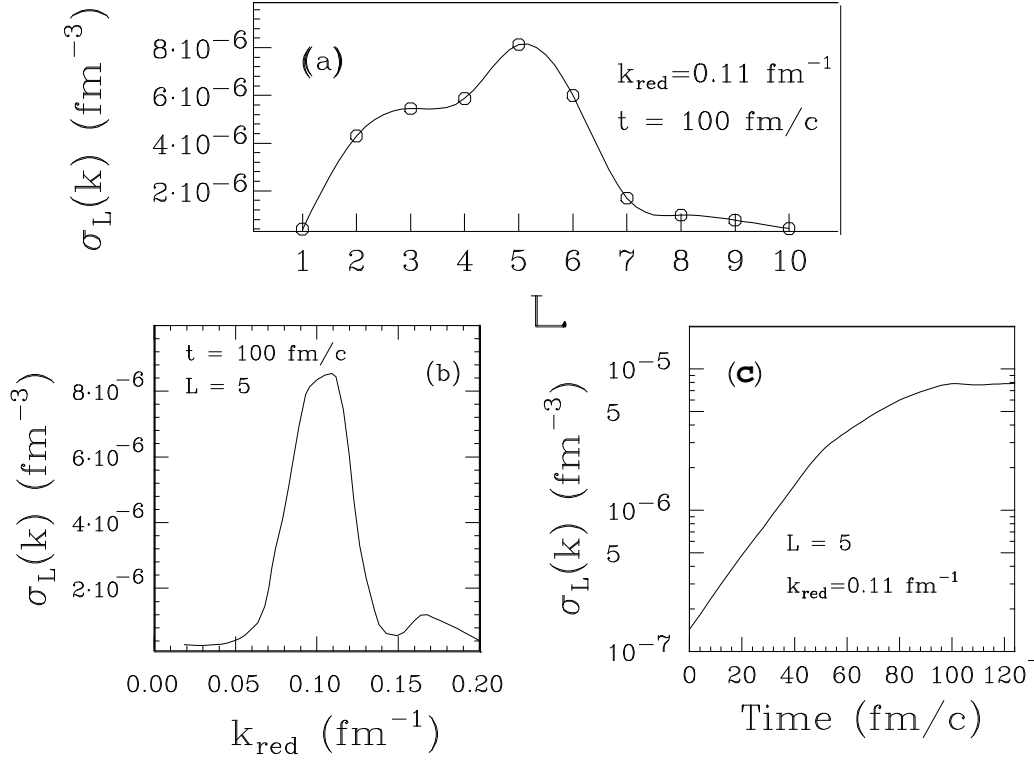 σ_L(k) (fm⁻³)
8·10⁻⁶
6·10⁻⁶
4·10⁻⁶
2·10⁻⁶
(a)
k_red=0.11 fm⁻¹
t = 100 fm/c
1 2 3 4 5 6 7 8 9 10
L
σ_L(k) (fm⁻³)
8·10⁻⁶
6·10⁻⁶
4·10⁻⁶
2·10⁻⁶
t = 100 fm/c
L = 5
(b)
0.00 0.05 0.10 0.15 0.20
k_red (fm⁻¹)
σ_L(k) (fm⁻³)
10⁻⁵
5
10⁻⁶
5
10⁻⁷
(c)
L = 5
k_red=0.11 fm⁻¹
0 20 40 60 80 100 120
Time (fm/c)